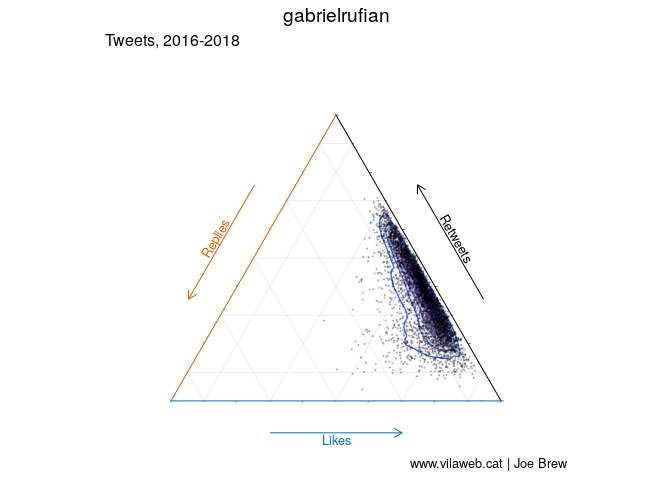 gabrielrufian
Tweets, 2016-2018
Replies
Retweets
Likes
www.vilaweb.cat | Joe Brew